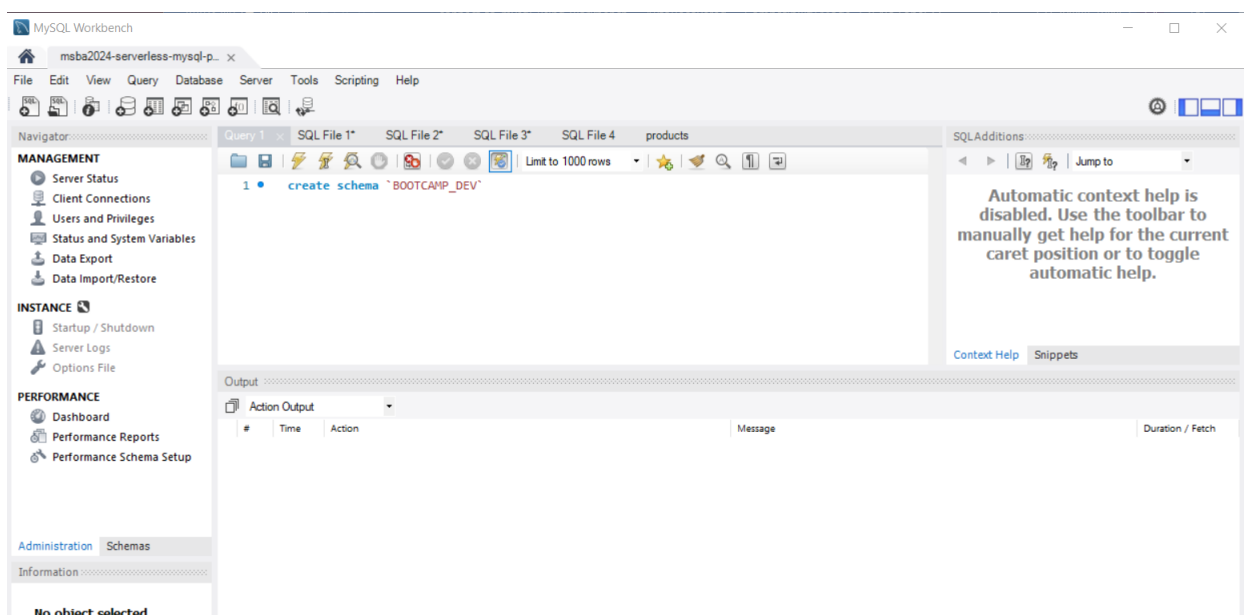 MySQL Workbench
msba2024-serverless-mysql-p...
File Edit View Query Database Server Tools Scripting Help
Navigator
MANAGEMENT
Server Status
Client Connections
Users and Privileges
Status and System Variables
Data Export
Data Import/Restore
INSTANCE
Startup / Shutdown
Server Logs
Options File
PERFORMANCE
Dashboard
Performance Reports
Performance Schema Setup
Administration Schemas
Information
No object selected
Query 1 SQL File 1* SQL File 2* SQL File 3* SQL File 4 products
Limit to 1000 rows
1 create schema `BOOTCAMP_DEV`
SQLAdditions
Jump to
Automatic context help is
disabled. Use the toolbar to
manually get help for the current
caret position or to toggle
automatic help.
Context Help Snippets
Output
Action Output
# Time Action Message Duration / Fetch